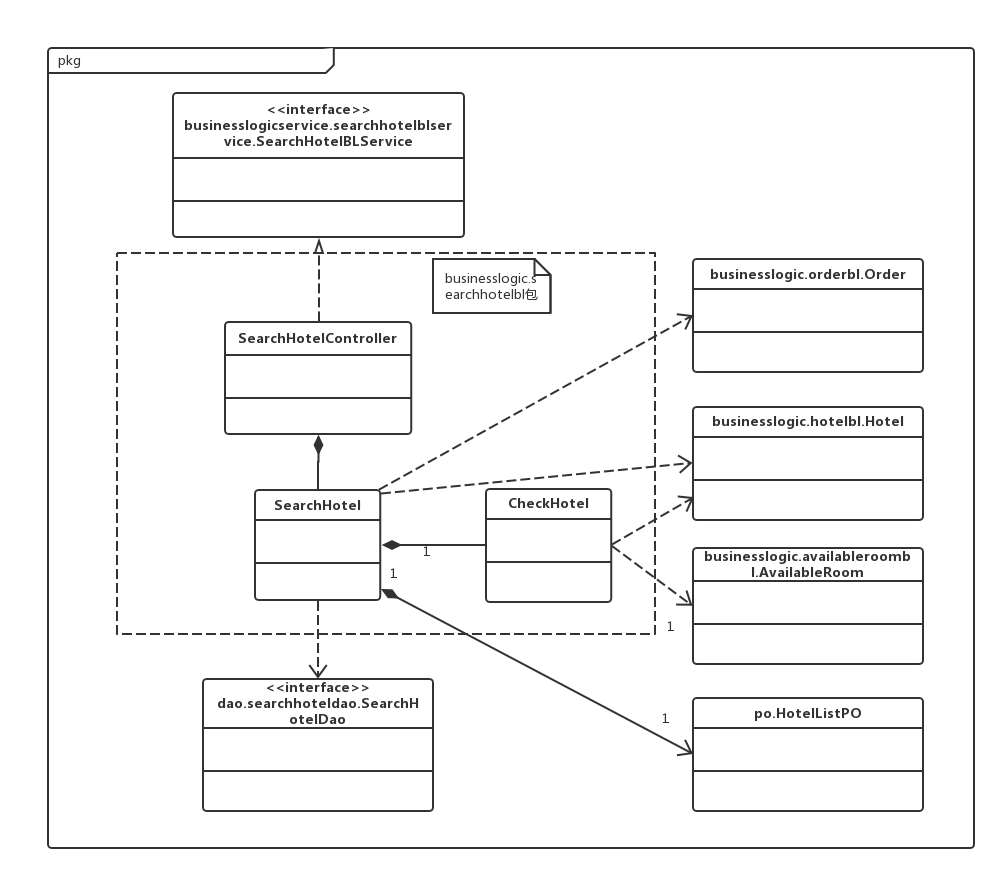 pkg
<<interface>>
businesslogicservice.searchhotelblser
vice.SearchHotelBLService
businesslogic.s
earchhotelbl包
businesslogic.orderbl.Order
SearchHotelController
businesslogic.hotelbl.Hotel
SearchHotel
CheckHotel
1
businesslogic.availableroomb
l.AvailableRoom
1
1
<<interface>>
dao.searchhoteldao.SearchH
otelDao
1
po.HotelListPO